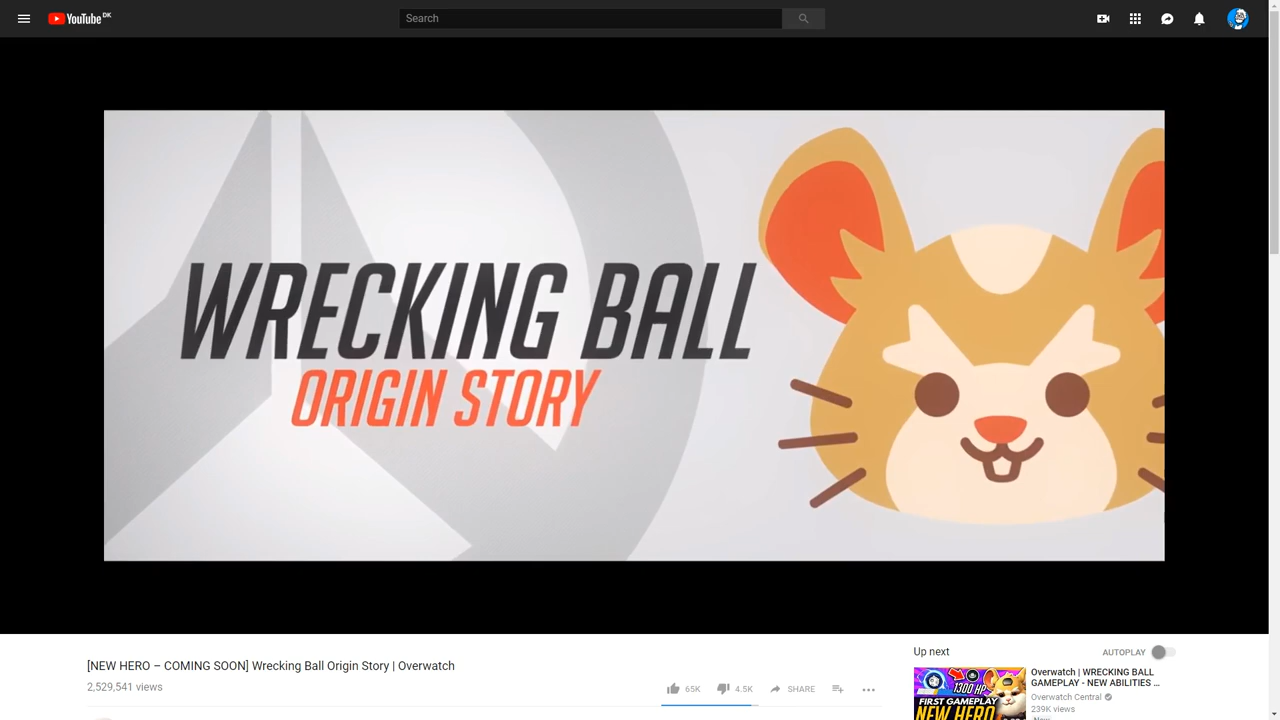 YouTube DK
Search
WRECKING BALL
ORIGIN STORY
[NEW HERO – COMING SOON] Wrecking Ball Origin Story | Overwatch
2,529,541 views
65K
4.5K
SHARE
Up next
AUTOPLAY
1300 HP
FIRST GAMEPLAY
NEW HERO
Overwatch | WRECKING BALL
GAMEPLAY - NEW ABILITIES ...
Overwatch Central
239K views
New